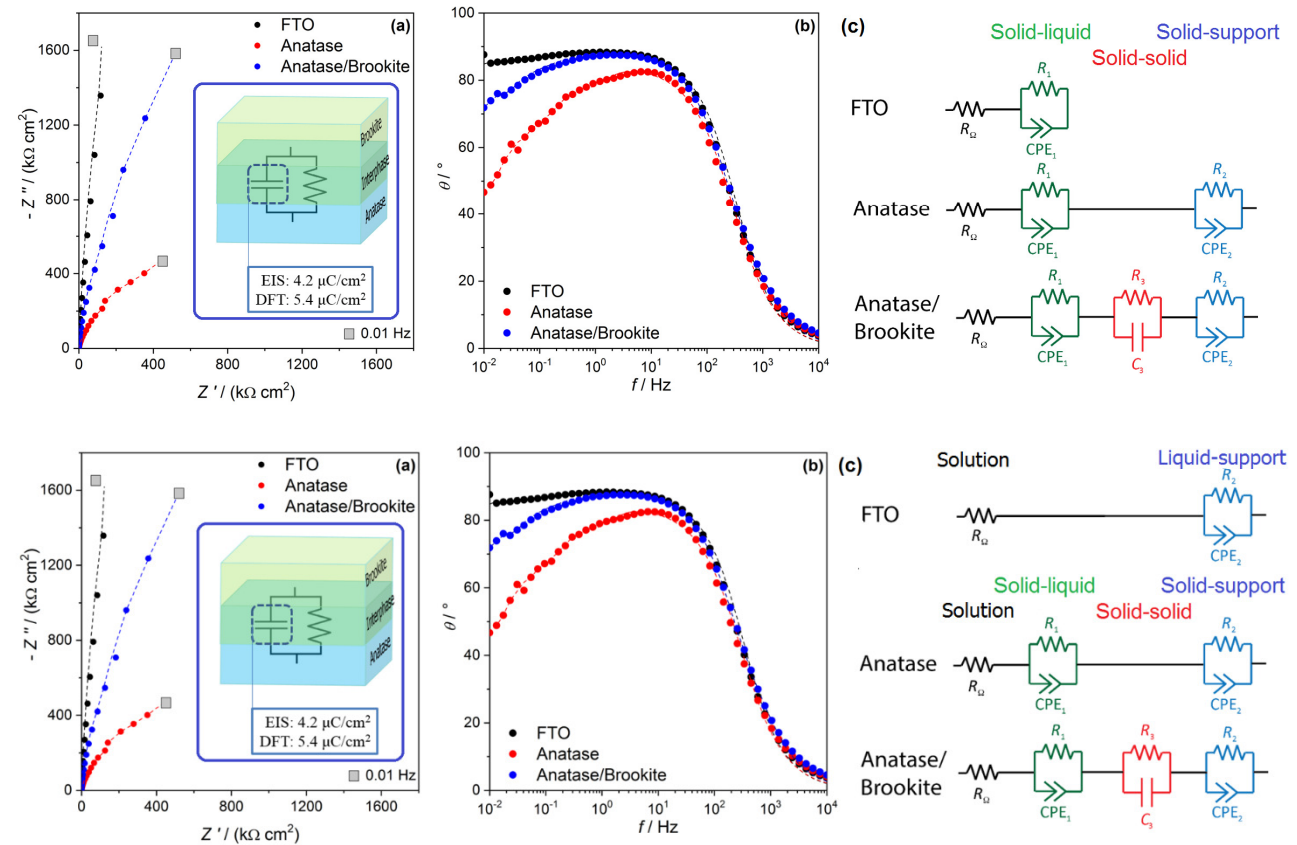 (a)
FTO
Anatase
Anatase/Brookite
- Z '' / (kΩ cm²)
1600
1200
800
400
0
Brookite
Interphase
Anatase
EIS: 4.2 μC/cm²
DFT: 5.4 μC/cm²
0.01 Hz
0 400 800 1200 1600
Z ' / (kΩ cm²)
(b)
θ / °
100
80
60
40
20
0
FTO
Anatase
Anatase/Brookite
10⁻² 10⁻¹ 10⁰ 10¹ 10² 10³ 10⁴
f / Hz
(c)
Solid-liquid Solid-support
Solid-solid
FTO
RΩ
R₁
CPE₁
Anatase
RΩ
R₁
CPE₁
R₂
CPE₂
Anatase/
Brookite
RΩ
R₁
CPE₁
R₃
C₃
R₂
CPE₂
(a)
FTO
Anatase
Anatase/Brookite
- Z '' / (kΩ cm²)
1600
1200
800
400
0
Brookite
Interphase
Anatase
EIS: 4.2 μC/cm²
DFT: 5.4 μC/cm²
0.01 Hz
0 400 800 1200 1600
Z ' / (kΩ cm²)
(b)
θ / °
100
80
60
40
20
0
FTO
Anatase
Anatase/Brookite
10⁻² 10⁻¹ 10⁰ 10¹ 10² 10³ 10⁴
f / Hz
(c)
Solution Liquid-support
FTO
RΩ
R₂
CPE₂
Solid-liquid Solid-support
Solution Solid-solid
Anatase
RΩ
R₁
CPE₁
R₂
CPE₂
Anatase/
Brookite
RΩ
R₁
CPE₁
R₃
C₃
R₂
CPE₂